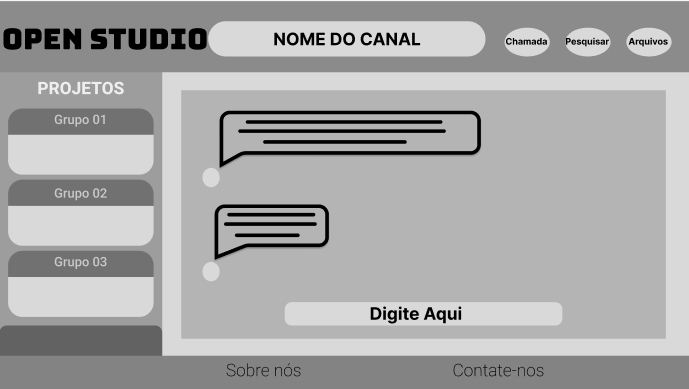 OPEN STUDIO
NOME DO CANAL
Chamada
Pesquisar
Arquivos
PROJETOS
Grupo 01
Grupo 02
Grupo 03
Digite Aqui
Sobre nós
Contate-nos